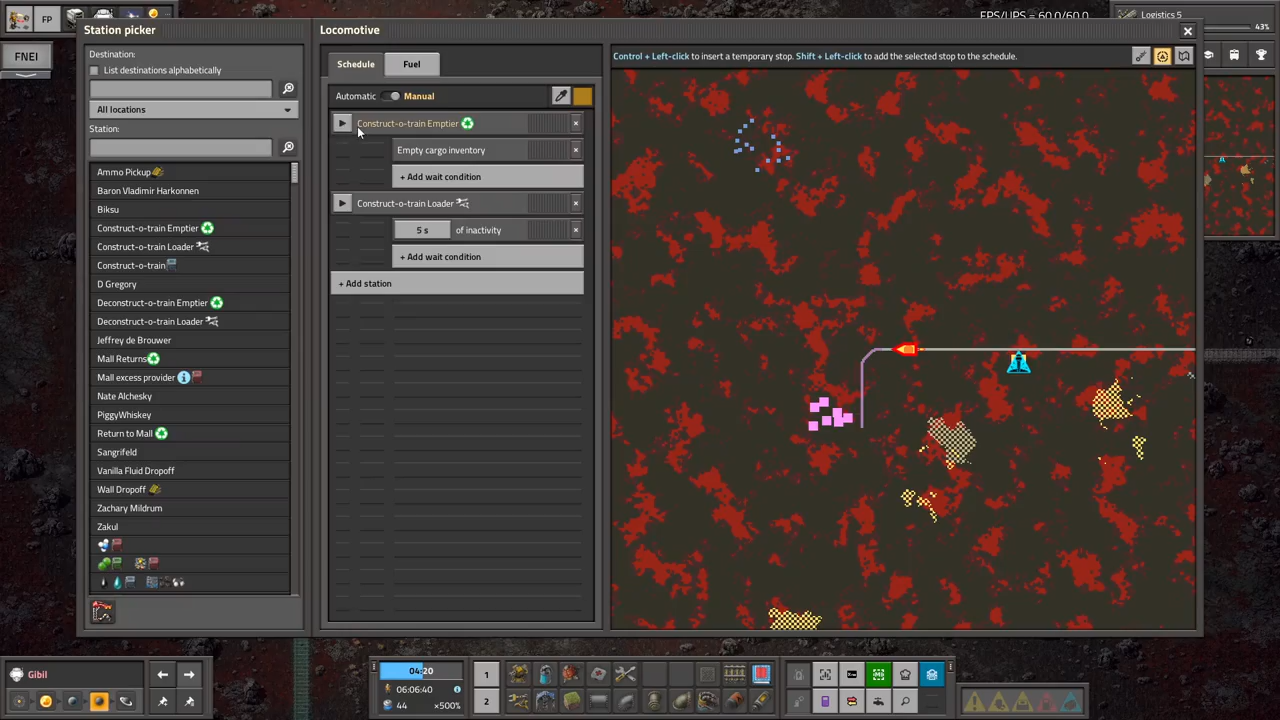 FP
EPS/UPS = 60.0/60.0
Logistics 5
43%
FNEI
Station picker
Destination:
List destinations alphabetically
All locations
Station:
Ammo Pickup
Baron Vladimir Harkonnen
Biksu
Construct-o-train Emptier
Construct-o-train Loader
Construct-o-train
D Gregory
Deconstruct-o-train Emptier
Deconstruct-o-train Loader
Jeffrey de Brouwer
Mall Returns
Mall excess provider
Nate Alchesky
PiggyWhiskey
Return to Mall
Sangrifeld
Vanilla Fluid Dropoff
Wall Dropoff
Zachary Mildrum
Zakul
Locomotive
Schedule
Fuel
Automatic
Manual
Construct-o-train Emptier
Empty cargo inventory
+ Add wait condition
Construct-o-train Loader
5 s
of inactivity
+ Add wait condition
+ Add station
Control + Left-click to insert a temporary stop. Shift + Left-click to add the selected stop to the schedule.
Gibil
04:20
06:06:40
44
×500%
1
2
MS